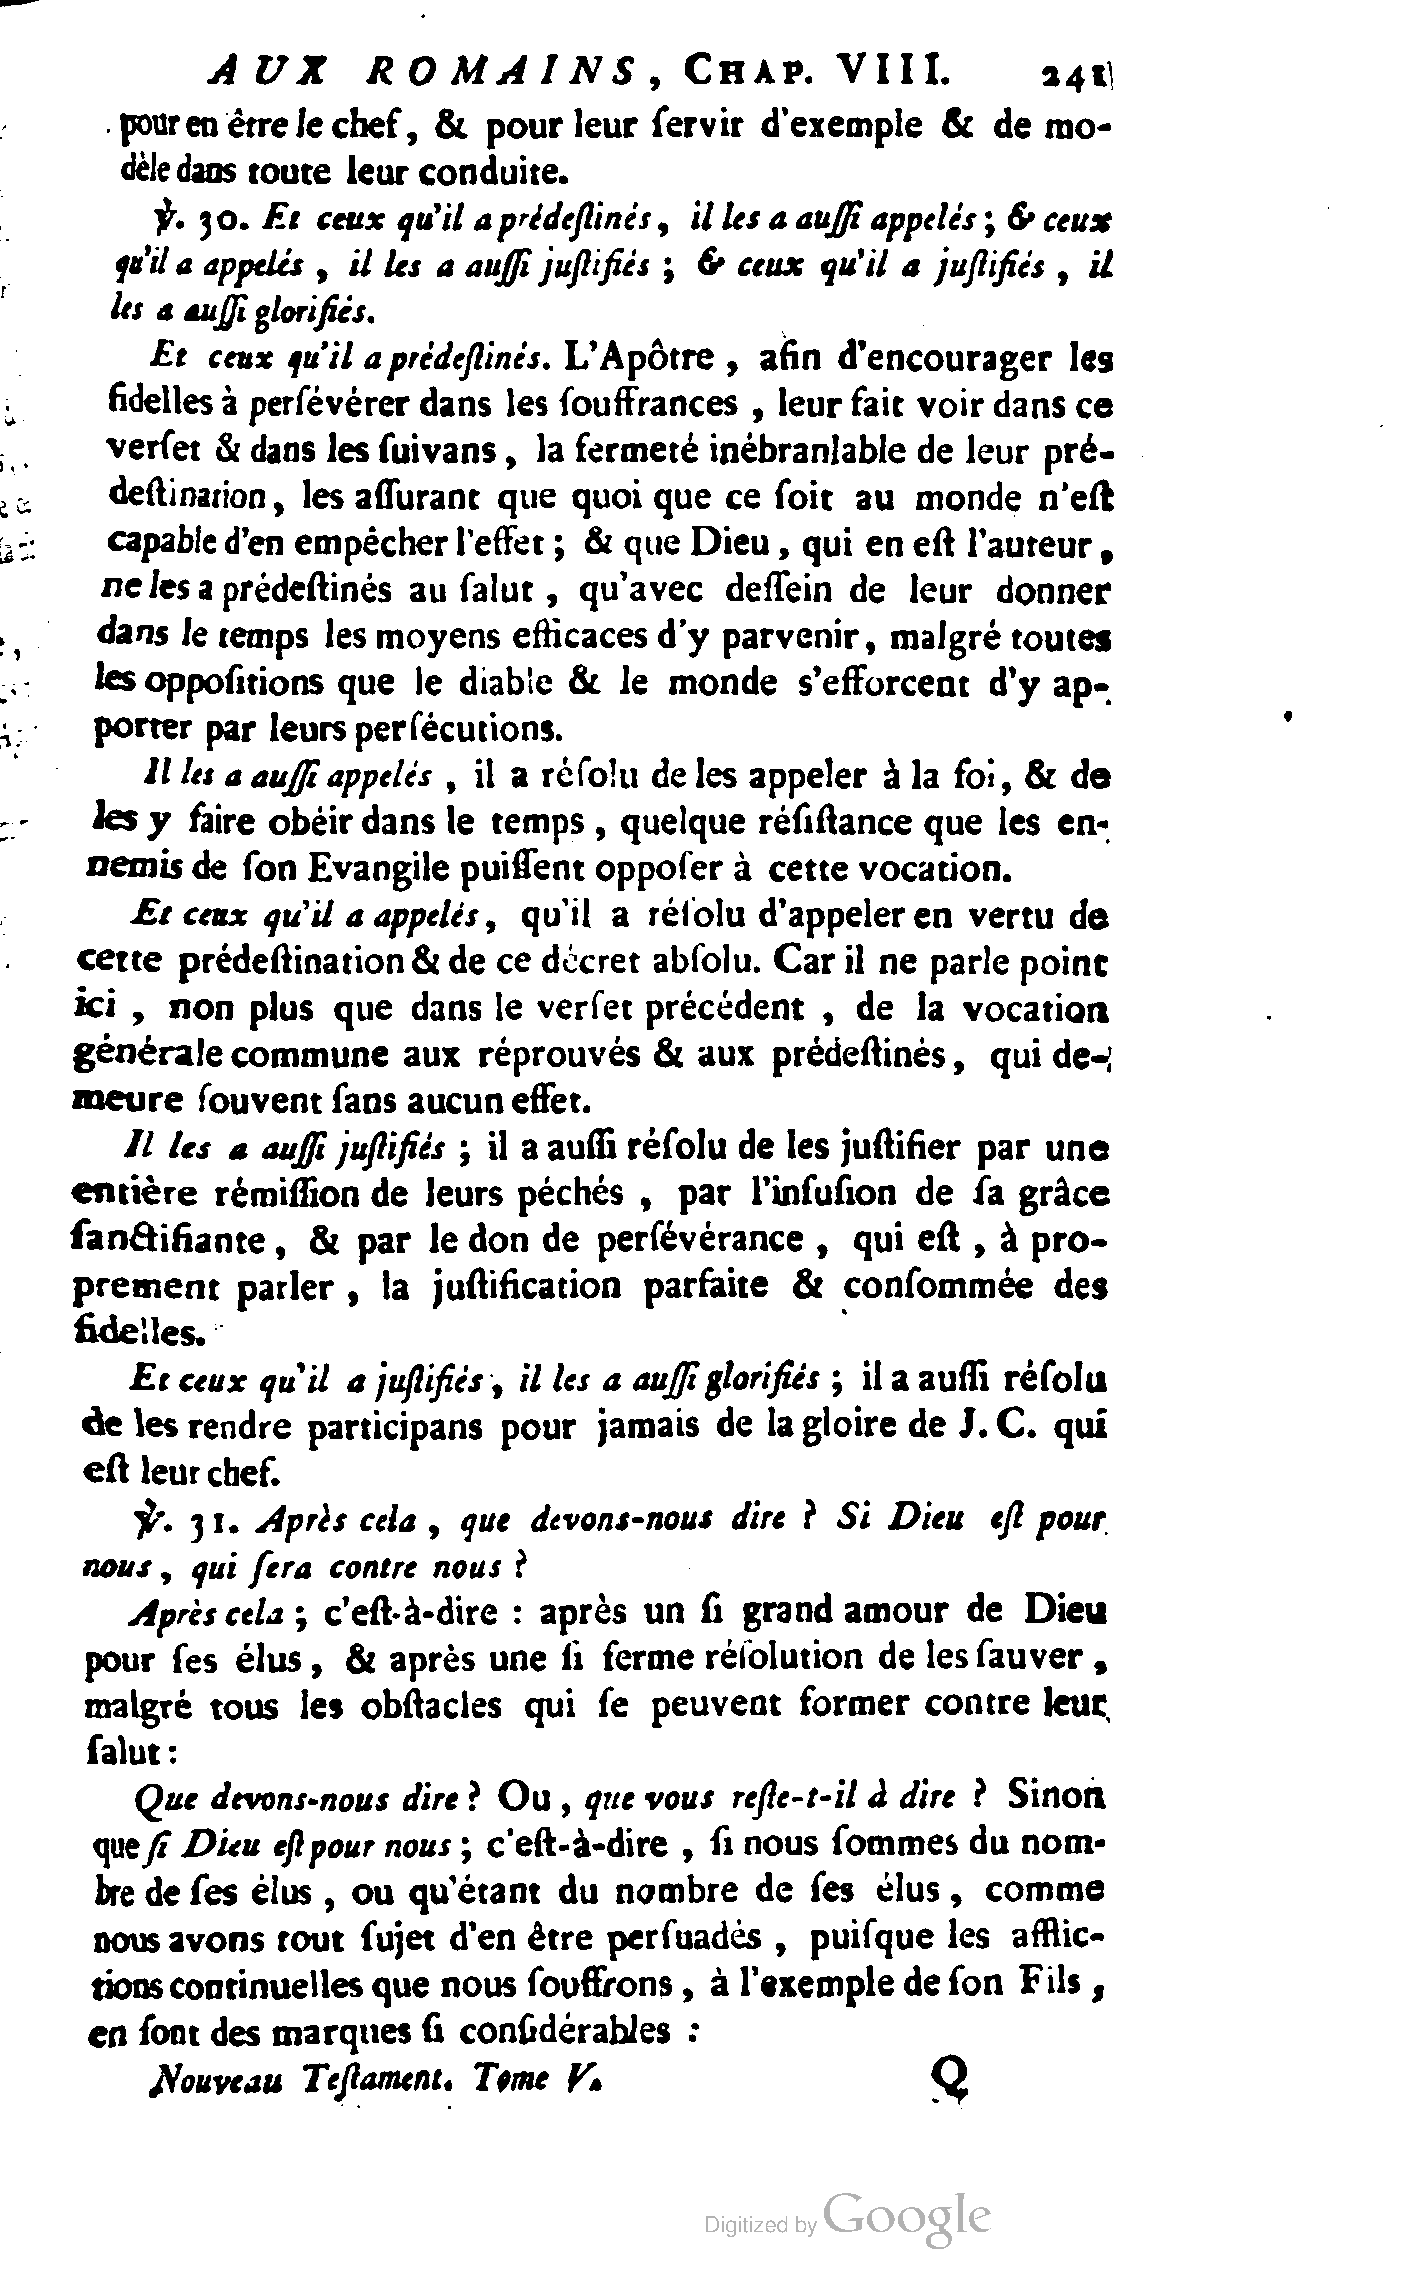 AUX ROMAINS, CHAP. VIII. 241
pour en être le chef, & pour leur ſervir d'exemple & de mo-
dèle dans toute leur conduite.
℣. 30. Et ceux qu'il a prédeſtinés, il les a auſſi appelés; & ceux
qu'il a appelés, il les a auſſi juſtifiés; & ceux qu'il a juſtifiés, il
les a auſſi glorifiés.
Et ceux qu'il a prédeſtinés. L'Apôtre, afin d'encourager les
fidelles à perſévérer dans les ſouffrances, leur fait voir dans ce
verſet & dans les ſuivans, la fermeté inébranlable de leur pré-
deſtination, les aſſurant que quoi que ce ſoit au monde n'eſt
capable d'en empêcher l'effet; & que Dieu, qui en eſt l'auteur,
ne les a prédeſtinés au ſalut, qu'avec deſſein de leur donner
dans le temps les moyens efficaces d'y parvenir, malgré toutes
les oppoſitions que le diable & le monde s'efforcent d'y ap-
porter par leurs perſécutions.
Il les a auſſi appelés, il a réſolu de les appeler à la foi, & de
les y faire obéir dans le temps, quelque réſiſtance que les en-
nemis de ſon Evangile puiſſent oppoſer à cette vocation.
Et ceux qu'il a appelés, qu'il a réſolu d'appeler en vertu de
cette prédeſtination & de ce décret abſolu. Car il ne parle point
ici, non plus que dans le verſet précédent, de la vocation
générale commune aux réprouvés & aux prédeſtinés, qui de-
meure ſouvent ſans aucun effet.
Il les a auſſi juſtifiés; il a auſſi réſolu de les juſtifier par une
entière rémiſſion de leurs péchés, par l'infuſion de ſa grâce
ſanctifiante, & par le don de perſévérance, qui eſt, à pro-
prement parler, la juſtification parfaite & conſommée des
fidelles.
Et ceux qu'il a juſtifiés, il les a auſſi glorifiés; il a auſſi réſolu
de les rendre participans pour jamais de la gloire de J. C. qui
eſt leur chef.
℣. 31. Après cela, que devons-nous dire? Si Dieu eſt pour
nous, qui ſera contre nous?
Après cela; c'eſt-à-dire: après un ſi grand amour de Dieu
pour ſes élus, & après une ſi ferme réſolution de les ſauver,
malgré tous les obſtacles qui ſe peuvent former contre leur
ſalut:
Que devons-nous dire? Ou, que vous reſte-t-il à dire? Sinon
que ſi Dieu eſt pour nous; c'eſt-à-dire, ſi nous ſommes du nom-
bre de ſes élus, ou qu'étant du nombre de ſes élus, comme
nous avons tout ſujet d'en être perſuadés, puiſque les afflic-
tions continuelles que nous ſouffrons, à l'exemple de ſon Fils,
en ſont des marques ſi conſidérables:
Nouveau Teſtament. Tome V. Q
Digitized by Google